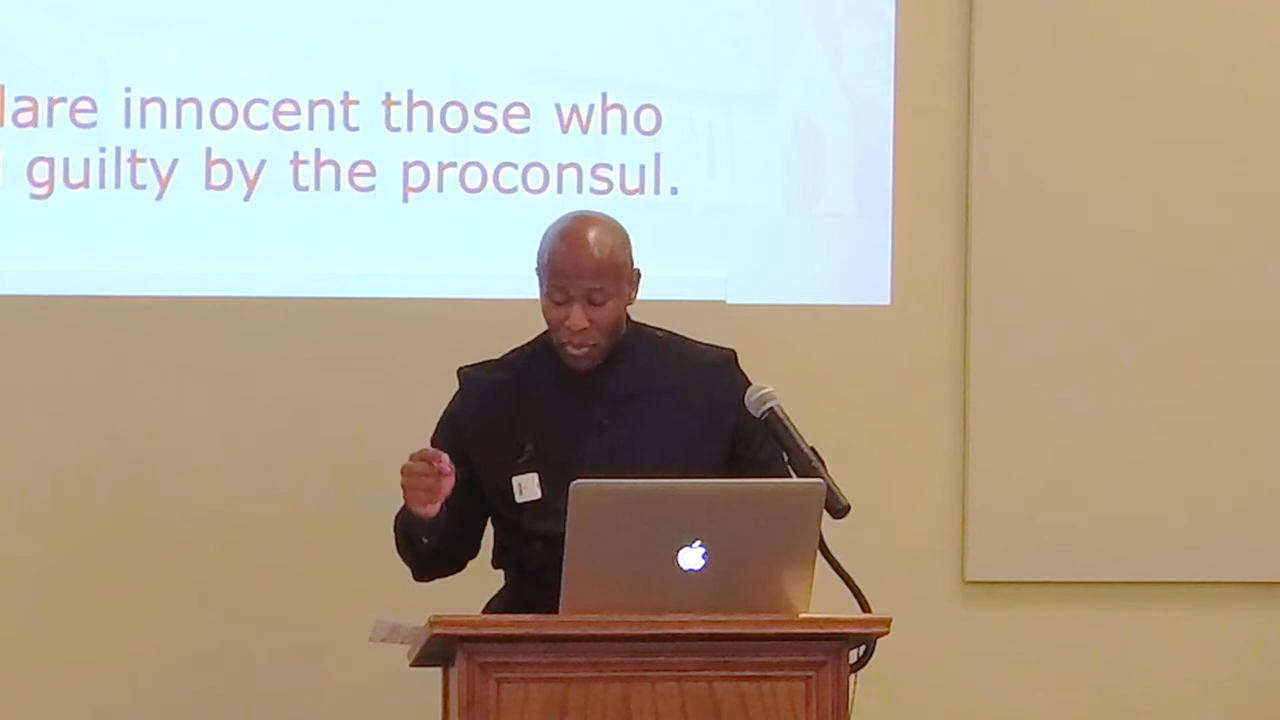 lare innocent those who
guilty by the proconsul.